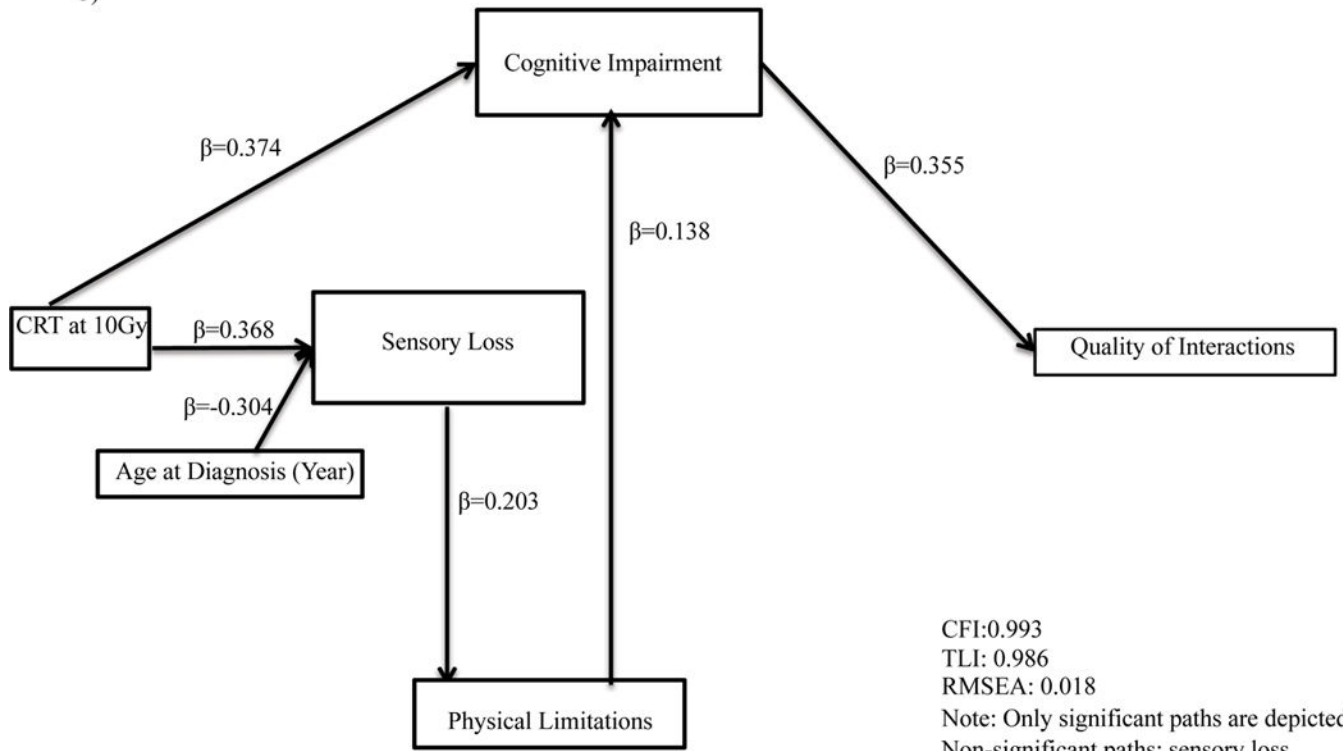 Cognitive Impairment
β=0.374
β=0.355
β=0.138
CRT at 10Gy
β=0.368
Sensory Loss
Quality of Interactions
β=-0.304
Age at Diagnosis (Year)
β=0.203
CFI:0.993
TLI: 0.986
RMSEA: 0.018
Physical Limitations
Note: Only significant paths are depicted
Non-significant paths: sensory loss